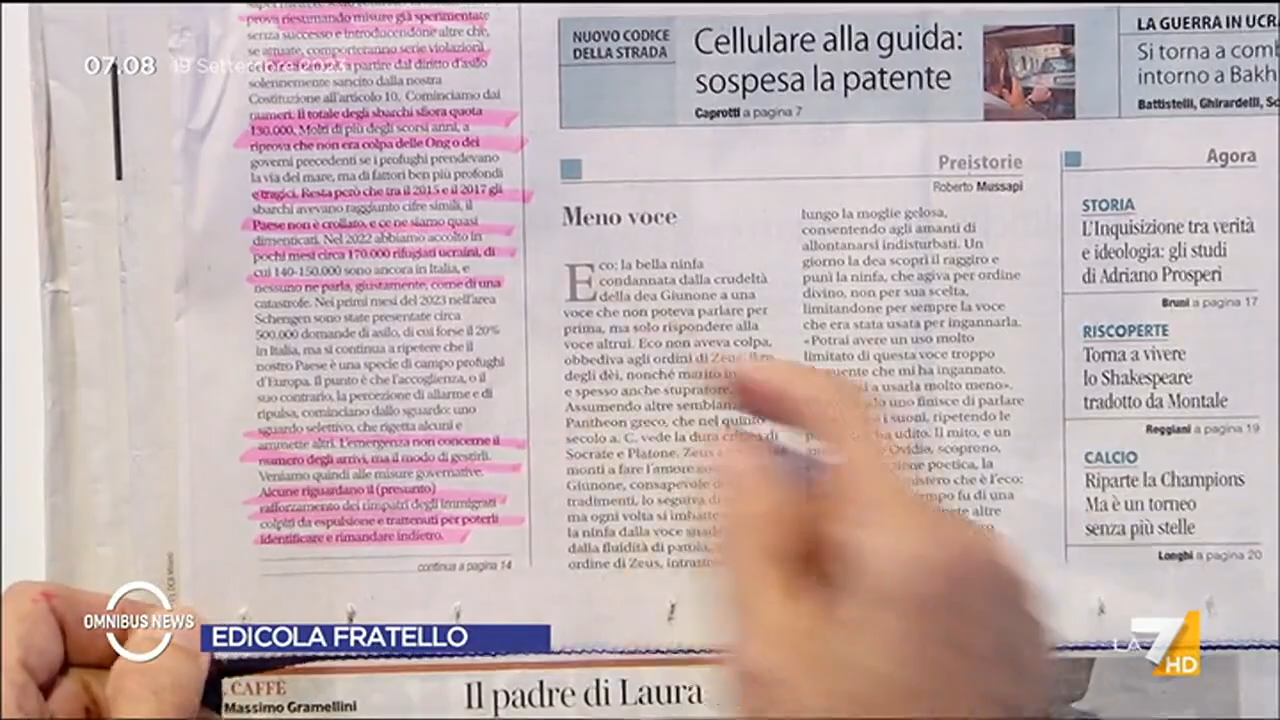 prova riesumando misure già sperimentate
senza successo e introducendone altre che,
se attuate, comporteranno serie violazioni
a partire dal diritto d'asilo
solennemente sancito dalla nostra
Costituzione all'articolo 10. Cominciamo dai
numeri. Il totale degli sbarchi sfiora quota
130.000. Molti di più degli scorsi anni, a
riprova che non era colpa delle Ong o dei
governi precedenti se i profughi prendevano
la via del mare, ma di fattori ben più profondi
e tragici. Resta però che tra il 2015 e il 2017 gli
sbarchi avevano raggiunto cifre simili, il
Paese non è crollato, e ce ne siamo quasi
dimenticati. Nel 2022 abbiamo accolto in
pochi mesi circa 170.000 rifugiati ucraini, di
cui 140-150.000 sono ancora in Italia, e
nessuno ne parla, giustamente, come di una
catastrofe. Nei primi mesi del 2023 nell'area
Schengen sono state presentate circa
500.000 domande di asilo, di cui forse il 20%
in Italia, ma si continua a ripetere che il
nostro Paese è una specie di campo profughi
d'Europa. Il punto è che l'accoglienza, o il
suo contrario, la percezione di allarme e di
ripulsa, cominciano dallo sguardo: uno
sguardo selettivo, che rigetta alcuni e
ammette altri. L'emergenza non concerne il
numero degli arrivi, ma il modo di gestirli.
Veniamo quindi alle misure governative.
Alcune riguardano il (presunto)
rafforzamento dei rimpatri degli immigrati
colpiti da espulsione e trattenuti per poterli
identificare e rimandare indietro.
continua a pagina 14
07.08 19 Settembre 2023
NUOVO CODICE
DELLA STRADA
Cellulare alla guida:
sospesa la patente
Caprotti a pagina 7
LA GUERRA IN UCR
Si torna a com
intorno a Bakh
Battistelli, Ghirardelli,
Preistorie
Roberto Mussapi
Meno voce
Eco: la bella ninfa
condannata dalla crudeltà
della dea Giunone a una
voce che non poteva parlare per
prima, ma solo rispondere alla
voce altrui. Eco non aveva colpa,
obbediva agli ordini di Zeus,
degli dèi, nonché marito
e spesso anche stupratore.
Assumendo altre sembian
Pantheon greco, che nel quinto
secolo a. C. vede la dura critica di
Socrate e Platone, Zeus
monti a fare l'amore
Giunone, consapevole
tradimenti, lo seguiva
ma ogni volta si imbatte
la ninfa dalla voce
dalla fluidità di parola,
ordine di Zeus,
lungo la moglie gelosa,
consentendo agli amanti di
allontanarsi indisturbati. Un
giorno la dea scoprì il raggiro e
punì la ninfa, che agiva per ordine
divino, non per sua scelta,
limitandone per sempre la voce
che era stata usata per ingannarla.
«Potrai avere un uso molto
limitato di questa voce troppo
che mi ha ingannato.
a usarla molto meno».
uno finisce di parlare
i suoni, ripetendo le
ha udito. Il mito, e un
Ovidio, scoprono,
poetica, la
che è l'eco:
fu di una
altre
Agora
STORIA
L'Inquisizione tra verità
e ideologia: gli studi
di Adriano Prosperi
Bruni a pagina 17
RISCOPERTE
Torna a vivere
lo Shakespeare
tradotto da Montale
Reggiani a pagina 19
CALCIO
Riparte la Champions
Ma è un torneo
senza più stelle
Longhi a pagina 20
OMNIBUS NEWS
EDICOLA FRATELLO
LA 7 HD
CAFFÈ
Massimo Gramellini
Il padre di Laura